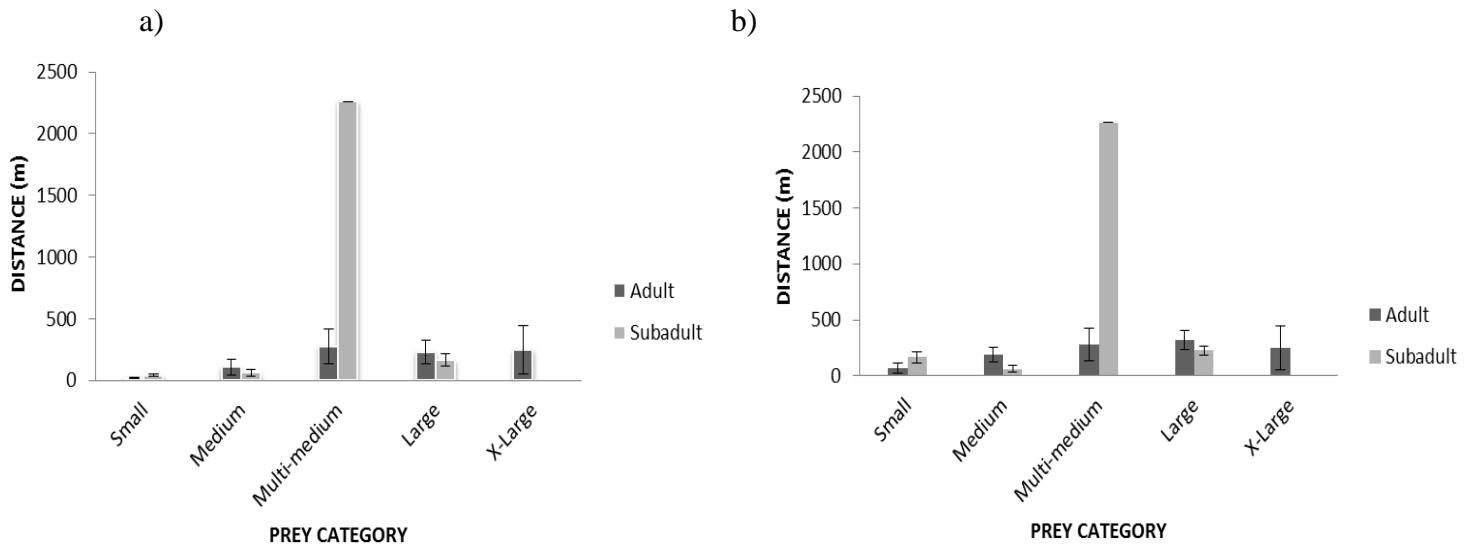 a)
2500
2000
1500
1000
500
0
DISTANCE (m)
Small
Medium
Multi-medium
Large
X-Large
PREY CATEGORY
Adult
Subadult
b)
2500
2000
1500
1000
500
0
DISTANCE (m)
Small
Medium
Multi-medium
Large
X-Large
PREY CATEGORY
Adult
Subadult